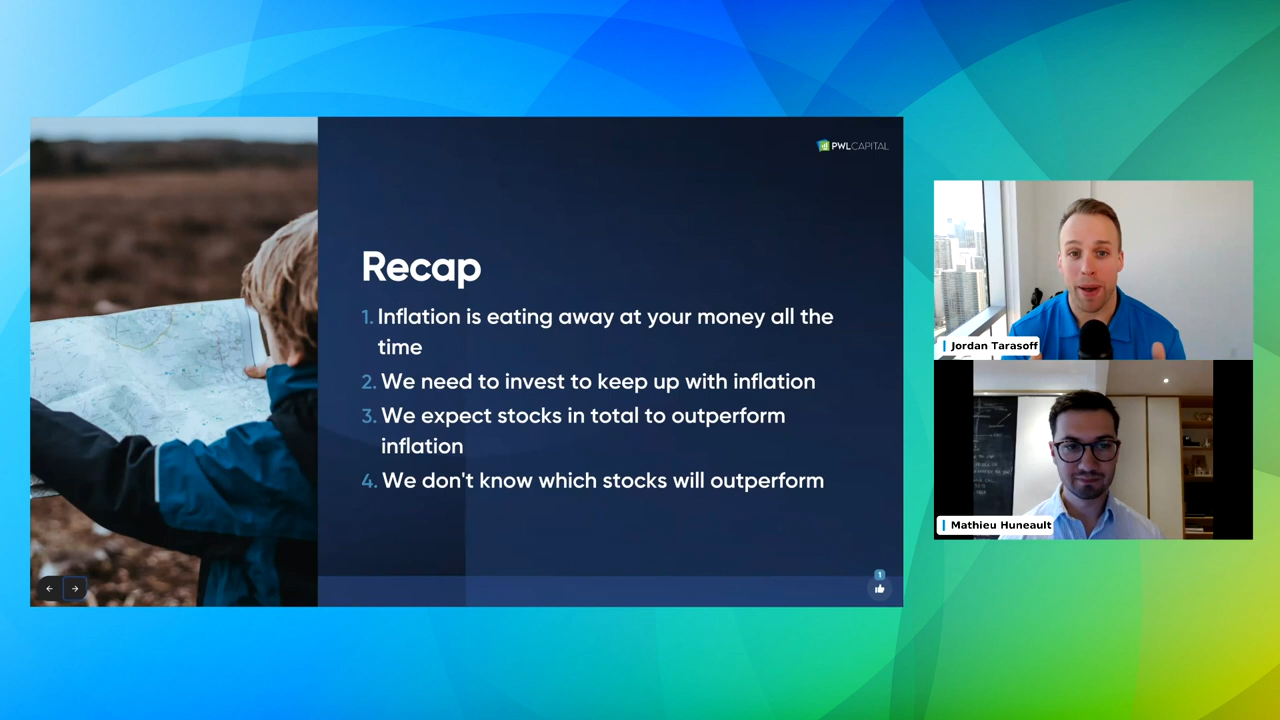 PWLCAPITAL
Recap
1. Inflation is eating away at your money all the
time
2. We need to invest to keep up with inflation
3. We expect stocks in total to outperform
inflation
4. We don't know which stocks will outperform
1
Jordan Tarasoff
Mathieu Huneault